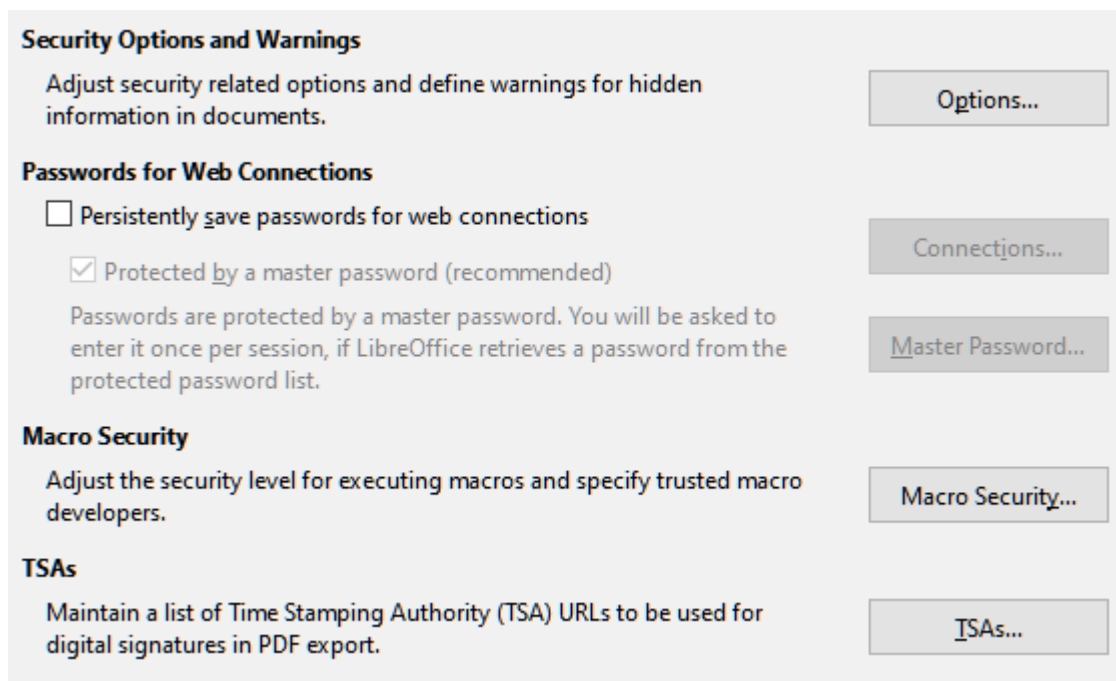 Security Options and Warnings
Adjust security related options and define warnings for hidden
information in documents.
Options...
Passwords for Web Connections
Persistently save passwords for web connections
Connections...
Protected by a master password (recommended)
Passwords are protected by a master password. You will be asked to
enter it once per session, if LibreOffice retrieves a password from the
protected password list.
Master Password...
Macro Security
Adjust the security level for executing macros and specify trusted macro
developers.
Macro Security...
TSAs
Maintain a list of Time Stamping Authority (TSA) URLs to be used for
digital signatures in PDF export.
TSAs...